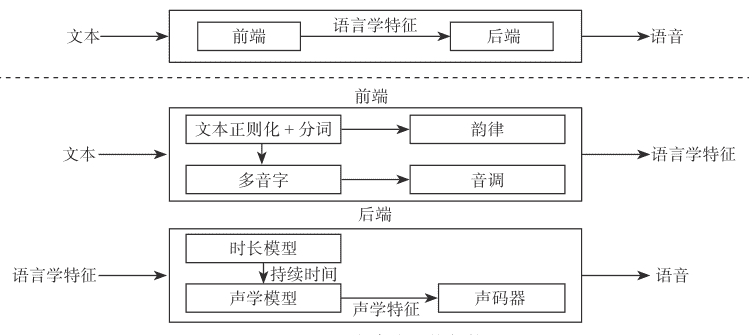 文本 前端 语言学特征 后端 语音
前端
文本正则化 + 分词 韵律
文本 语言学特征
多音字 音调
后端
时长模型
语言学特征 持续时间 语音
声学模型 声学特征 声码器